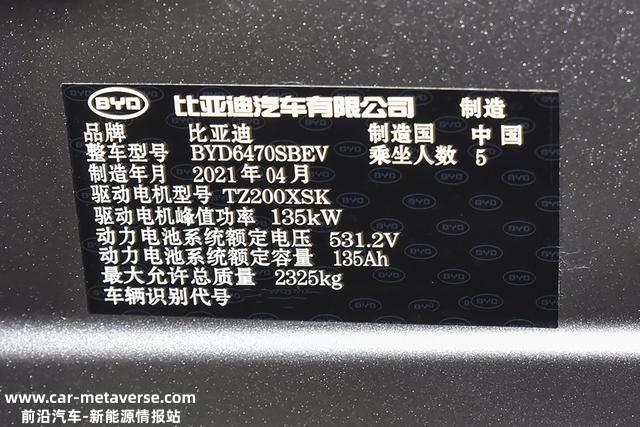 BYD 比亚迪汽车有限公司 制造
品牌 比亚迪 制造国 中国
整车型号 BYD6470SBEV 乘坐人数 5
制造年月 2021年04月
驱动电机型号 TZ200XSK
驱动电机峰值功率 135kW
动力电池系统额定电压 531.2V
动力电池系统额定容量 135Ah
最大允许总质量 2325kg
车辆识别代号
www.car-metaverse.com
前沿汽车-新能源情报站